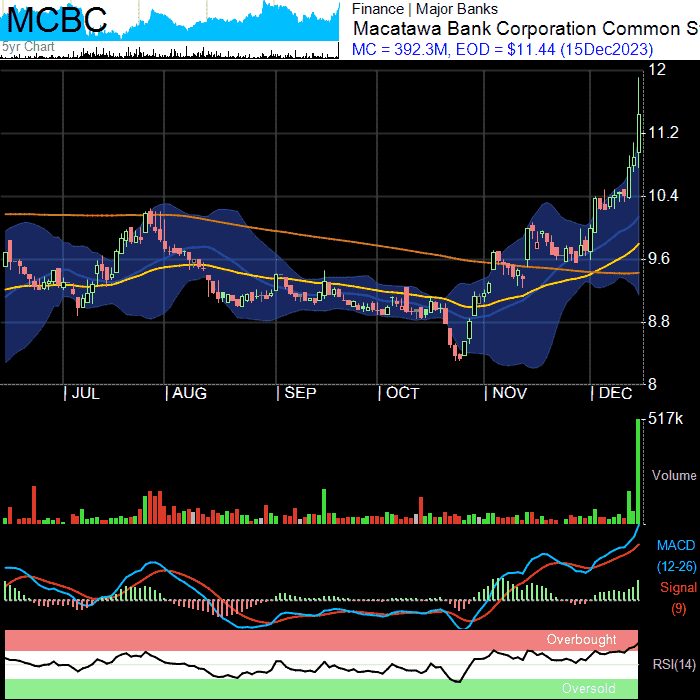 MCBC
5yr Chart
Finance | Major Banks
Macatawa Bank Corporation Common S
MC = 392.3M, EOD = $11.44 (15Dec2023)
12
11.2
10.4
9.6
8.8
8
| JUL | AUG | SEP | OCT | NOV | DEC
517k
Volume
MACD
(12-26)
Signal
(9)
Overbought
RSI(14)
Oversold